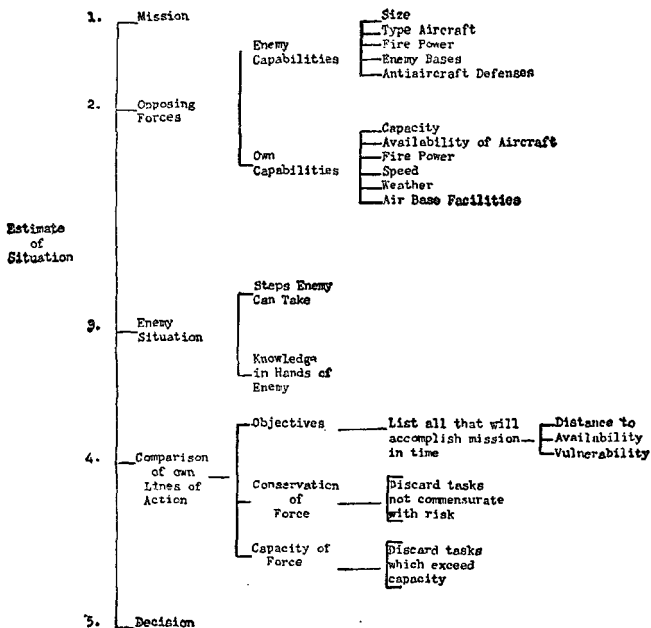 1. Mission
Enemy
Capabilities
Size
Type Aircraft
Fire Power
Enemy Bases
Antiaircraft Defenses
2. Opposing
Forces
Own
Capabilities
Capacity
Availability of Aircraft
Fire Power
Speed
Weather
Air Base Facilities
Estimate
of
Situation
3. Enemy
Situation
Steps Enemy
Can Take
Knowledge
in Hands of
Enemy
4. Comparison
of own
Lines of
Action
Objectives
List all that will
accomplish mission
in time
Distance to
Availability
Vulnerability
Conservation
of
Force
Discard tasks
not commensurate
with risk
Capacity of
Force
Discard tasks
which exceed
capacity
5. Decision